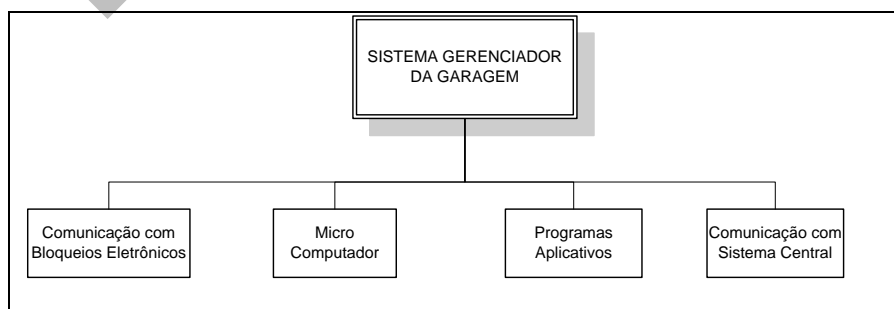 SISTEMA GERENCIADOR
DA GARAGEM
Comunicação com
Bloqueios Eletrônicos
Micro
Computador
Programas
Aplicativos
Comunicação com
Sistema Central